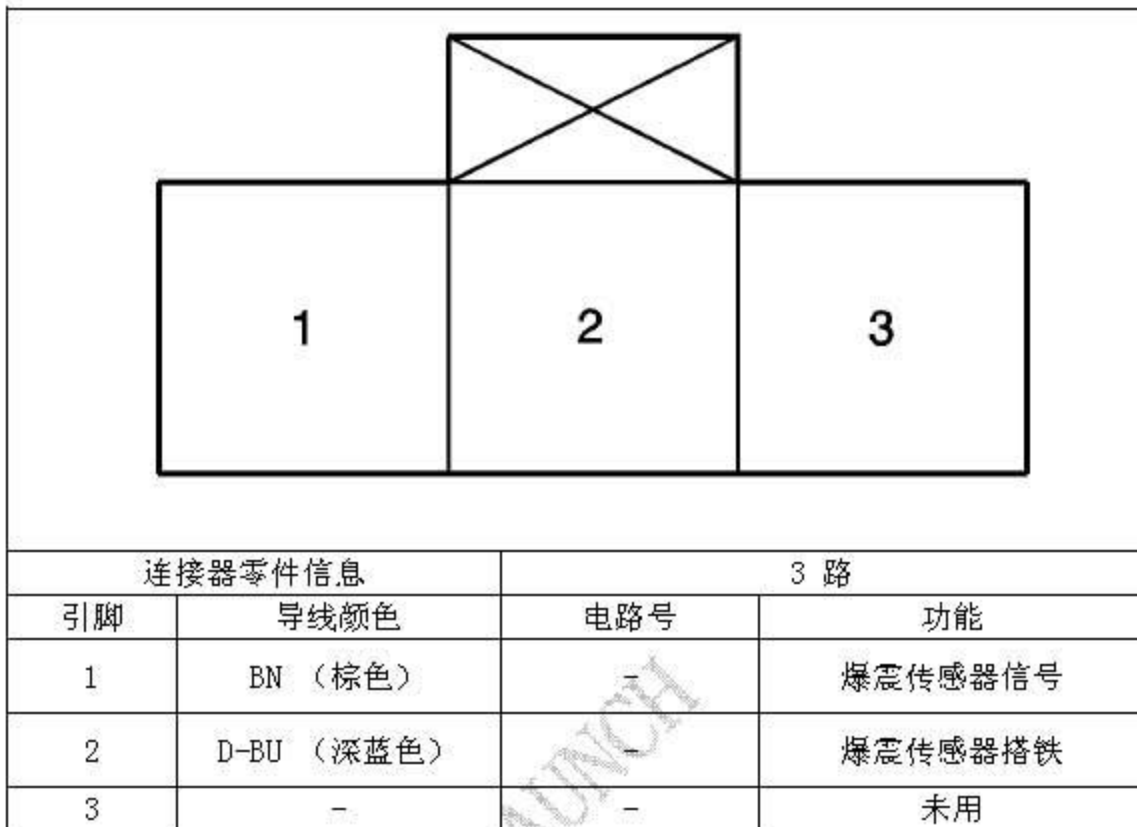 1 2 3
连接器零件信息 3 路
引脚 导线颜色 电路号 功能
1 BN （棕色） - 爆震传感器信号
2 D-BU （深蓝色） - 爆震传感器搭铁
3 - - 未用
LAUNCH